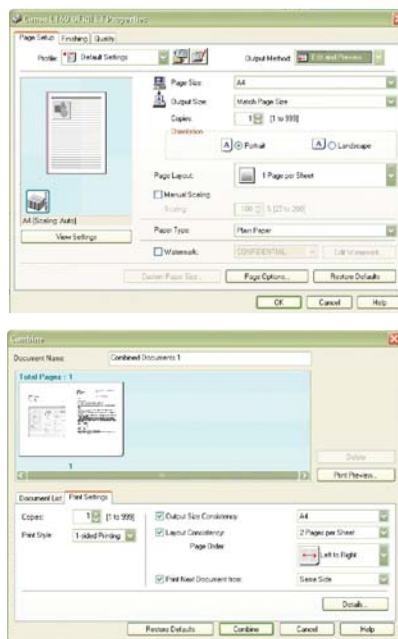 Properties
Page Setup Finishing Quality
Profile: Default Settings Output Method: Edit and Preview
Page Size: A4
Output Size: Match Page Size
Copies: 1 [1 to 999]
Orientation
A Portrait A Landscape
Page Layout: 1 Page per Sheet
Manual Scaling
Scaling: 100 % [25 to 200]
A4 [Scaling: Auto]
View Settings
Paper Type: Plain Paper
Watermark: CONFIDENTIAL Edit Watermark...
Custom Paper Size... Page Options... Restore Defaults
OK Cancel Help
Combine
Document Name: Combined Documents 1
Total Pages : 1
1
Delete
Print Preview...
Document List Print Settings
Copies: 1 [1 to 999] Output Size Consistency: A4
Print Style: 1-sided Printing Layout Consistency: 2 Pages per Sheet
Page Order: Left to Right
Print Next Document from: Same Side
Details...
Restore Defaults Combine Cancel Help